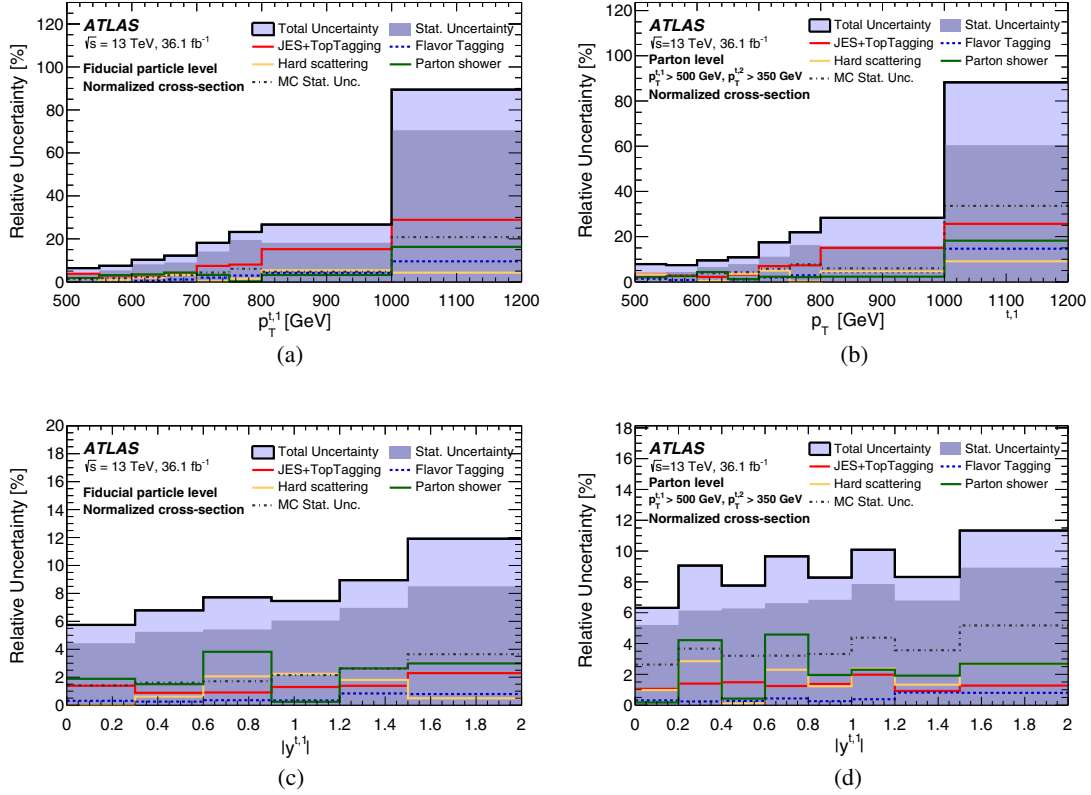 ATLAS
√s = 13 TeV, 36.1 fb⁻¹
Fiducial particle level
Normalized cross-section
Total Uncertainty
Stat. Uncertainty
JES+TopTagging
Flavor Tagging
Hard scattering
Parton shower
MC Stat. Unc.
Relative Uncertainty [%]
120
100
80
60
40
20
0
500 600 700 800 900 1000 1100 1200
p_T^{t,1} [GeV]
(a)
ATLAS
√s=13 TeV, 36.1 fb⁻¹
Parton level
p_T^{t,1} > 500 GeV, p_T^{t,2} > 350 GeV
Normalized cross-section
Total Uncertainty
Stat. Uncertainty
JES+TopTagging
Flavor Tagging
Hard scattering
Parton shower
MC Stat. Unc.
Relative Uncertainty [%]
120
100
80
60
40
20
0
500 600 700 800 900 1000 1100 1200
p_T [GeV] t,1
(b)
ATLAS
√s = 13 TeV, 36.1 fb⁻¹
Fiducial particle level
Normalized cross-section
Total Uncertainty
Stat. Uncertainty
JES+TopTagging
Flavor Tagging
Hard scattering
Parton shower
MC Stat. Unc.
Relative Uncertainty [%]
20
18
16
14
12
10
8
6
4
2
0
0 0.2 0.4 0.6 0.8 1 1.2 1.4 1.6 1.8 2
|y^{t,1}|
(c)
ATLAS
√s=13 TeV, 36.1 fb⁻¹
Parton level
p_T^{t,1} > 500 GeV, p_T^{t,2} > 350 GeV
Normalized cross-section
Total Uncertainty
Stat. Uncertainty
JES+TopTagging
Flavor Tagging
Hard scattering
Parton shower
MC Stat. Unc.
Relative Uncertainty [%]
18
16
14
12
10
8
6
4
2
0
0 0.2 0.4 0.6 0.8 1 1.2 1.4 1.6 1.8 2
|y^{t,1}|
(d)